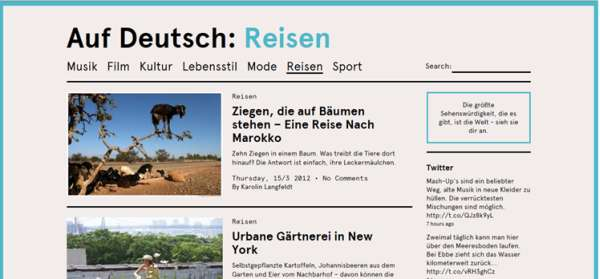 Auf Deutsch: Reisen
Musik Film Kultur Lebensstil Mode Reisen Sport
Search:
Reisen
Ziegen, die auf Bäumen
stehen – Eine Reise Nach
Marokko
Zehn Ziegen in einem Baum. Was treibt die Tiere dort
hinauf? Die Antwort ist einfach, ihre Leckermäulchen.
Thursday, 15/3 2012 • No Comments
By Karolin Langfeldt
Reisen
Urbane Gärtnerei in New
York
Selbstgepflanzte Kartoffeln, Johannisbeeren aus dem
Garten und Eier vom Nachbarhof – davon können die
Die größte
Sehenswürdigkeit, die es
gibt, ist die Welt - sieh sie
dir an.
Twitter
Mash-Up's sind ein beliebter
Weg, alte Musik in neue Kleider zu
hüllen. Die verrücktesten
Mischungen sind möglich.
http://t.co/QJzBk9yL
7 hours ago
Zweimal täglich kann man hier
über den Meeresboden laufen.
Bei Ebbe zieht sich das Wasser
kilometerweit zurück...
http://t.co/vRH3ghCz